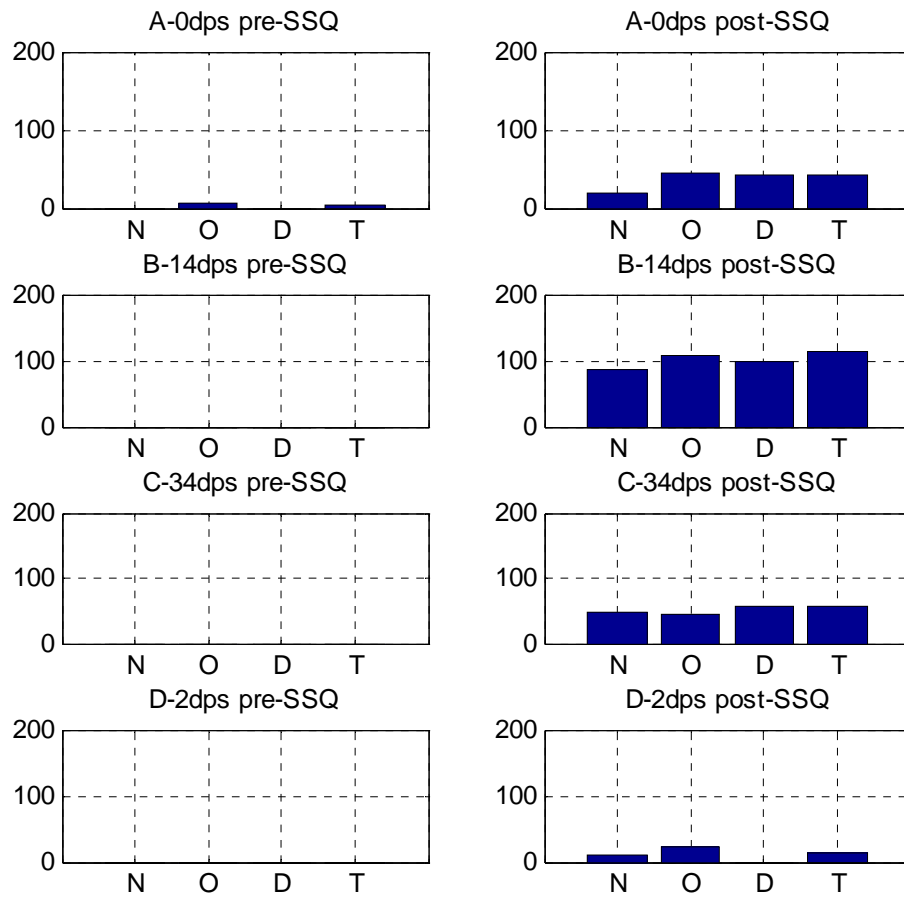 A-0dps pre-SSQ
200
100
0
N O D T
A-0dps post-SSQ
200
100
0
N O D T
B-14dps pre-SSQ
200
100
0
N O D T
B-14dps post-SSQ
200
100
0
N O D T
C-34dps pre-SSQ
200
100
0
N O D T
C-34dps post-SSQ
200
100
0
N O D T
D-2dps pre-SSQ
200
100
0
N O D T
D-2dps post-SSQ
200
100
0
N O D T